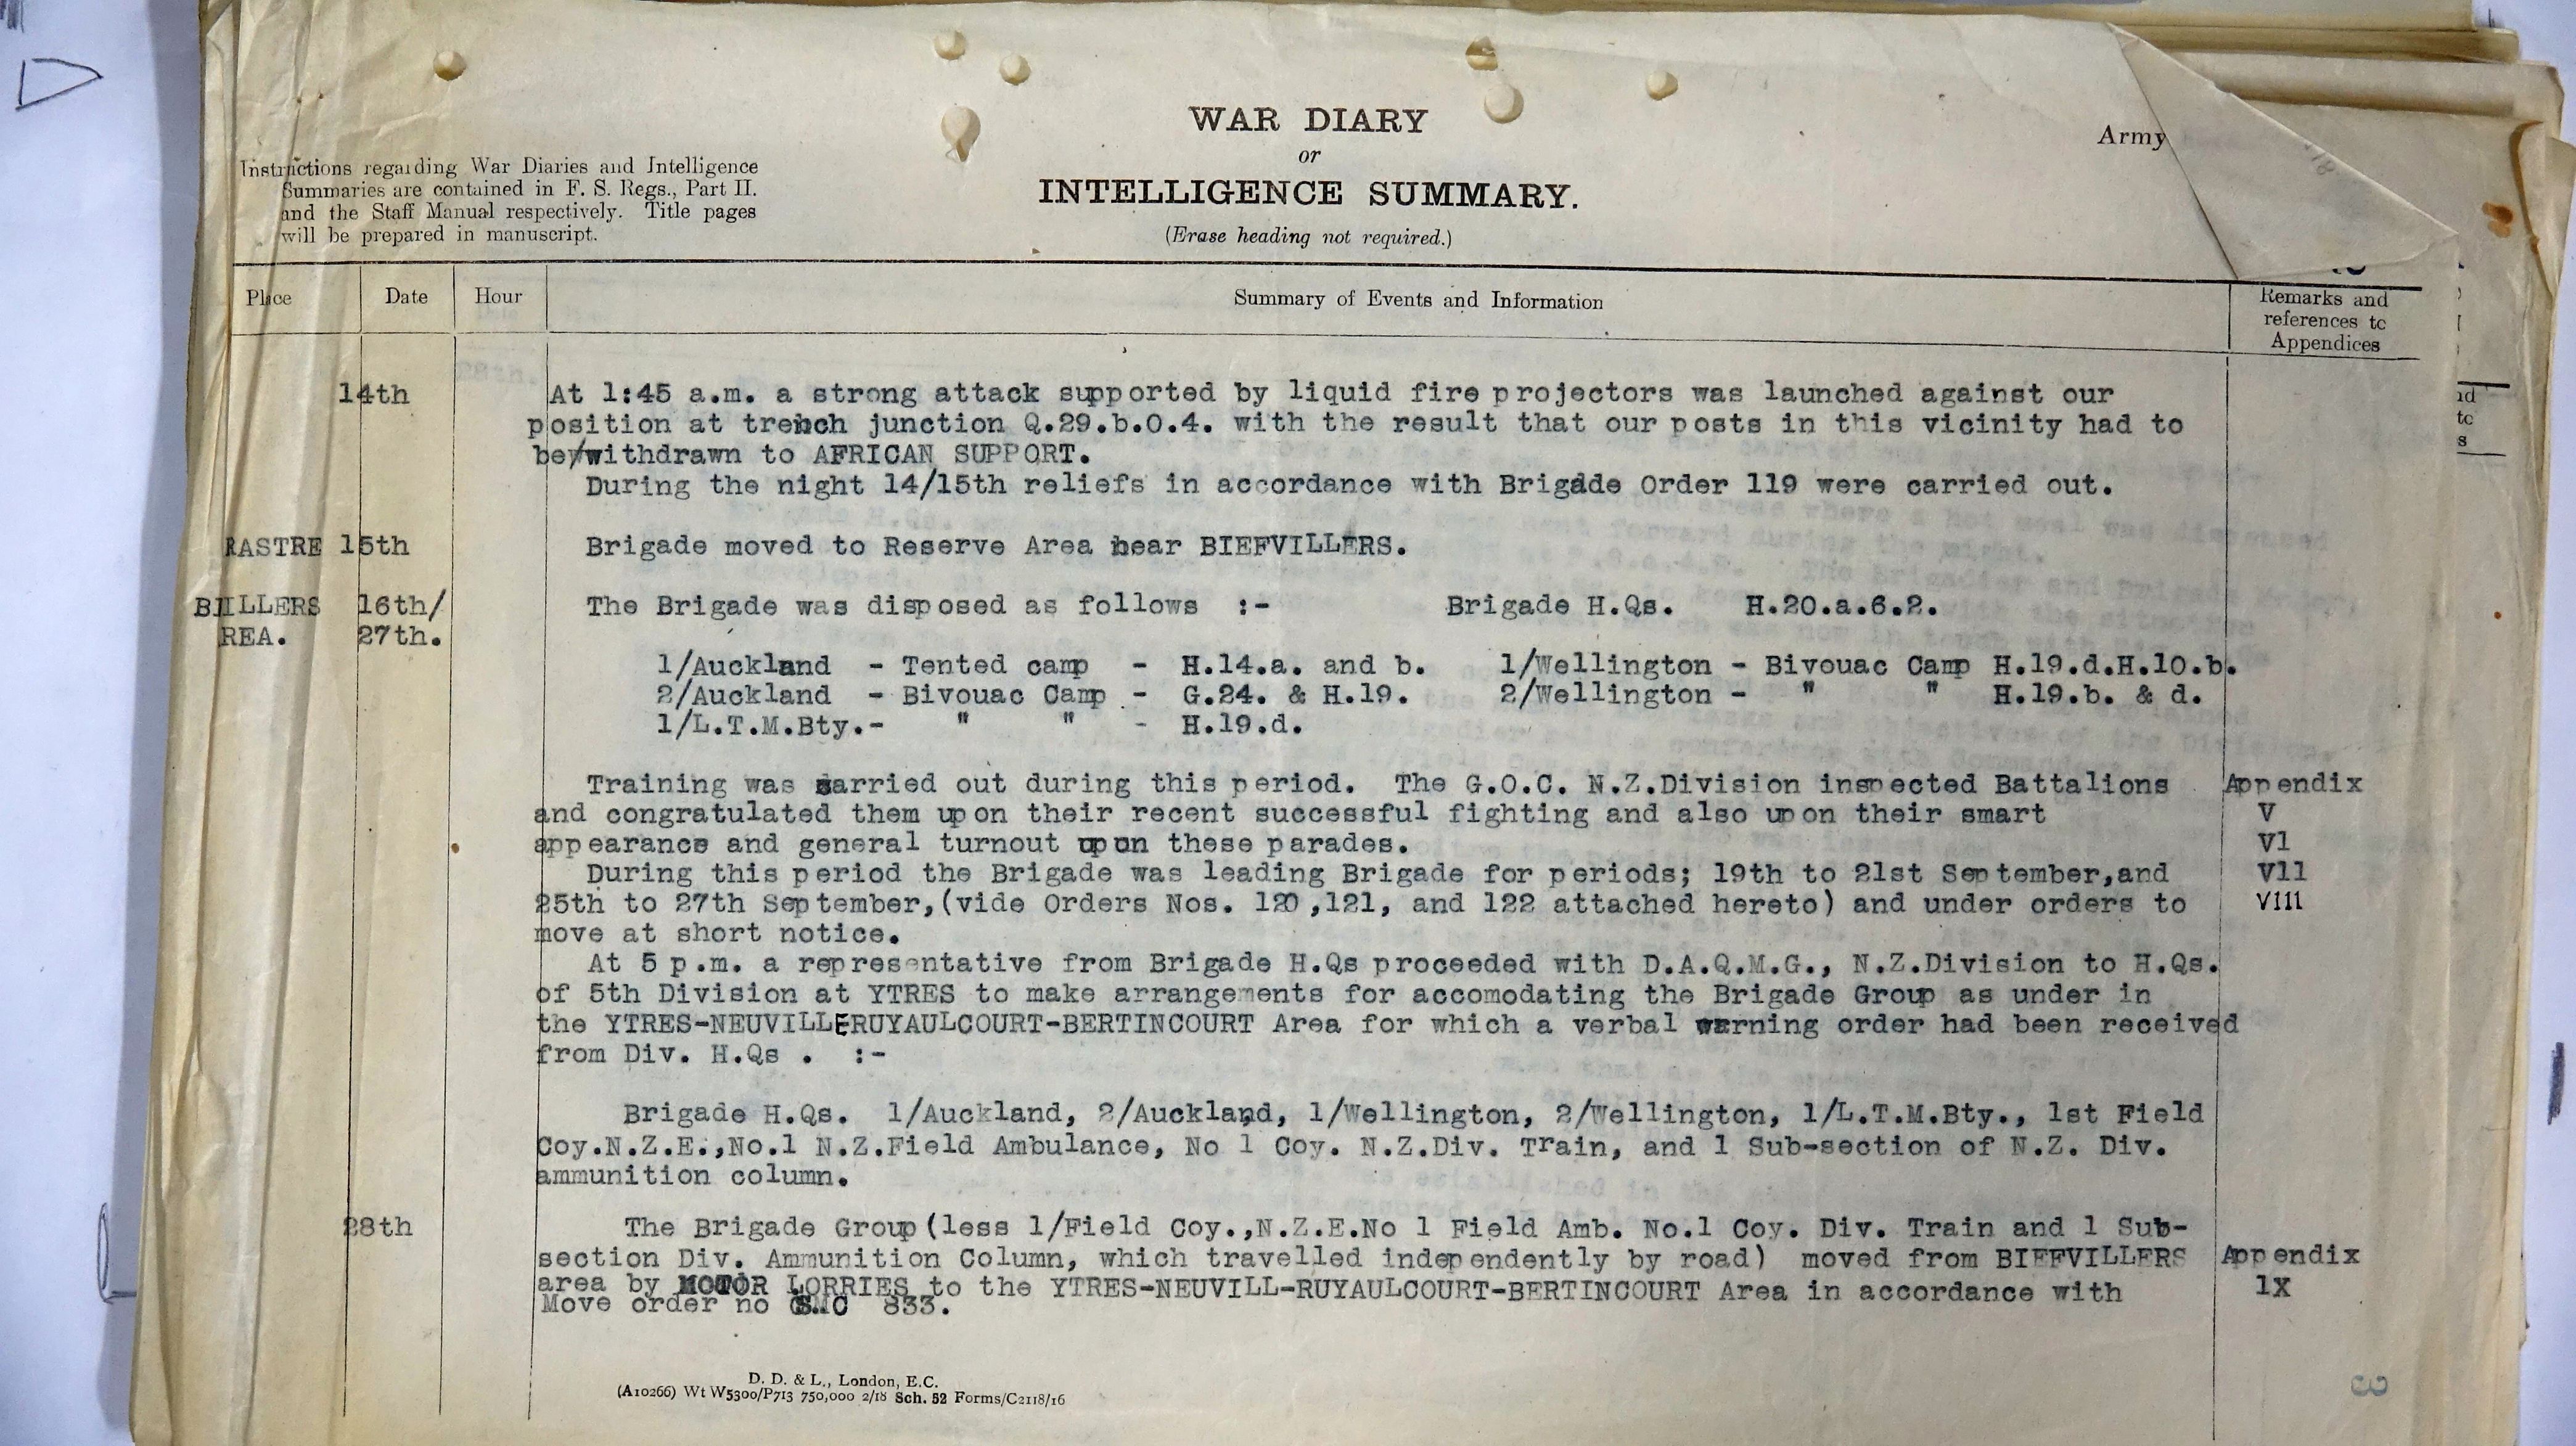 WAR DIARY
or
INTELLIGENCE SUMMARY.
(Erase heading not required.)
Army
Instructions regarding War Diaries and Intelligence
Summaries are contained in F. S. Regs., Part II.
and the Staff Manual respectively. Title pages
will be prepared in manuscript.
Place Date Hour Summary of Events and Information Remarks and
references to
Appendices
14th At 1:45 a.m. a strong attack supported by liquid fire projectors was launched against our
position at trench junction Q.29.b.0.4. with the result that our posts in this vicinity had to
be/withdrawn to AFRICAN SUPPORT.
During the night 14/15th reliefs in accordance with Brigade Order 119 were carried out.
RASTRE 15th Brigade moved to Reserve Area near BIEFVILLERS.
BIILLERS 16th/ The Brigade was disposed as follows :- Brigade H.Qs. H.20.a.6.2.
REA. 27th.
1/Auckland - Tented camp - H.14.a. and b. 1/Wellington - Bivouac Camp H.19.d.H.10.b.
2/Auckland - Bivouac Camp - G.24. & H.19. 2/Wellington - " " H.19.b. & d.
1/L.T.M.Bty.- " " - H.19.d.
Training was carried out during this period. The G.O.C. N.Z.Division inspected Battalions Appendix
and congratulated them upon their recent successful fighting and also upon their smart V
appearance and general turnout upon these parades. V1
During this period the Brigade was leading Brigade for periods; 19th to 21st September,and V11
25th to 27th September,(vide Orders Nos. 120,121, and 122 attached hereto) and under orders to V111
move at short notice.
At 5 p.m. a representative from Brigade H.Qs proceeded with D.A.Q.M.G., N.Z.Division to H.Qs.
of 5th Division at YTRES to make arrangements for accomodating the Brigade Group as under in
the YTRES-NEUVILLERUYAULCOURT-BERTINCOURT Area for which a verbal warning order had been received
from Div. H.Qs . :-
Brigade H.Qs. 1/Auckland, 2/Auckland, 1/Wellington, 2/Wellington, 1/L.T.M.Bty., 1st Field
Coy.N.Z.E.,No.1 N.Z.Field Ambulance, No 1 Coy. N.Z.Div. Train, and 1 Sub-section of N.Z. Div.
ammunition column.
28th The Brigade Group(less 1/Field Coy.,N.Z.E.No 1 Field Amb. No.1 Coy. Div. Train and 1 Sub-
section Div. Ammunition Column, which travelled independently by road) moved from BIEFVILLERS Appendix
area by MOTOR LORRIES to the YTRES-NEUVILL-RUYAULCOURT-BERTINCOURT Area in accordance with 1X
Move order no 833.
D. D. & L., London, E.C.
(A10266) Wt W5300/P713 750,000 2/18 Sch. 52 Forms/C2118/16